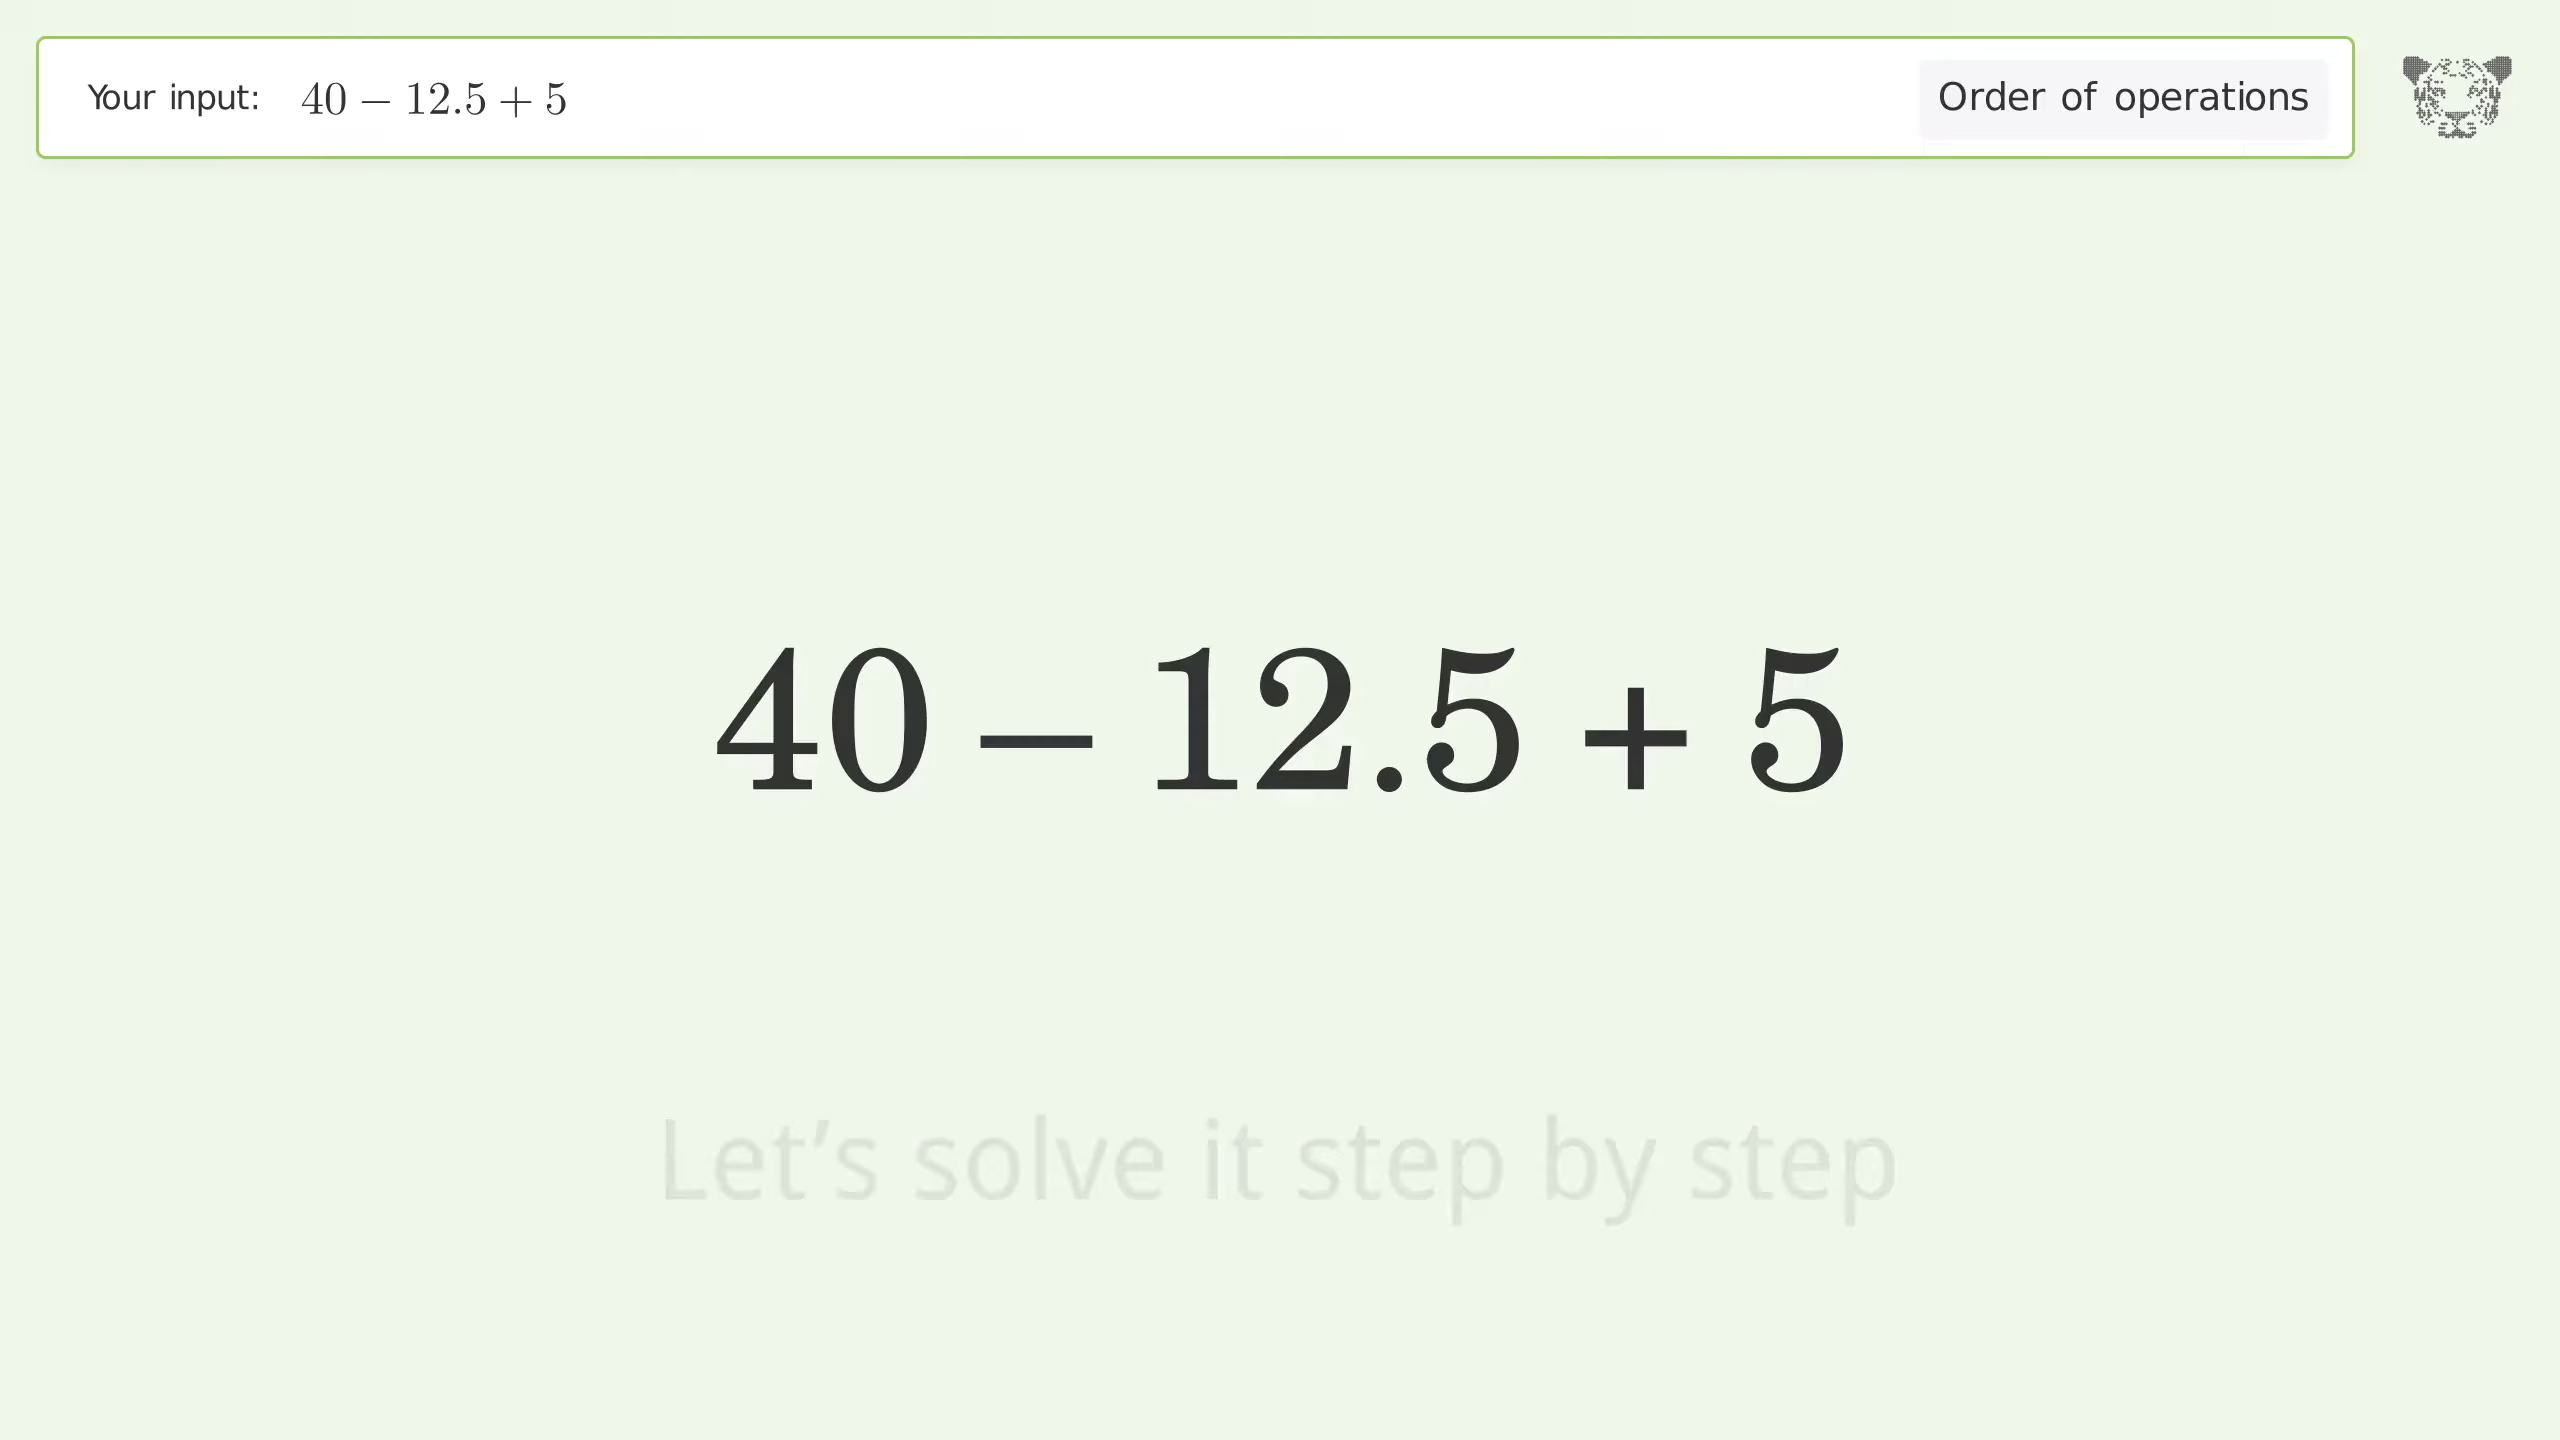 Your input: 40 − 12.5 + 5
Order of operations
40 − 12.5 + 5
Let’s solve it step by step